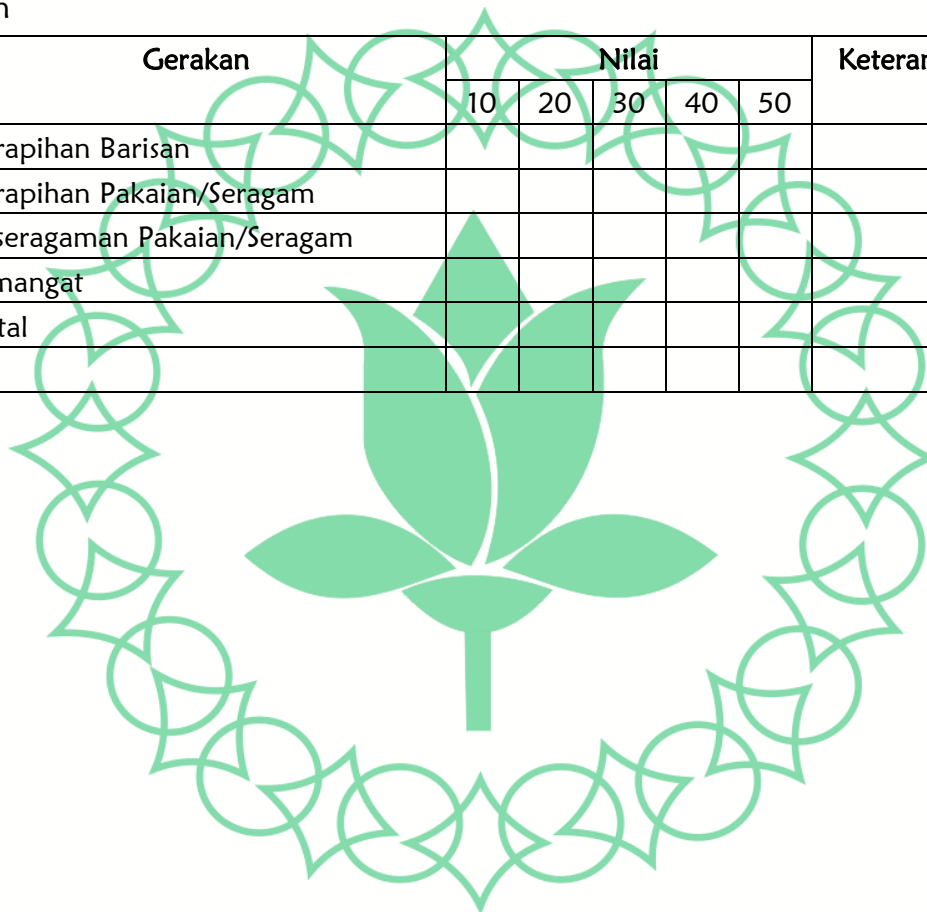 n
Gerakan Nilai Keteran
10 20 30 40 50
rapihan Barisan
rapihan Pakaian/Seragam
seragaman Pakaian/Seragam
mangat
tal